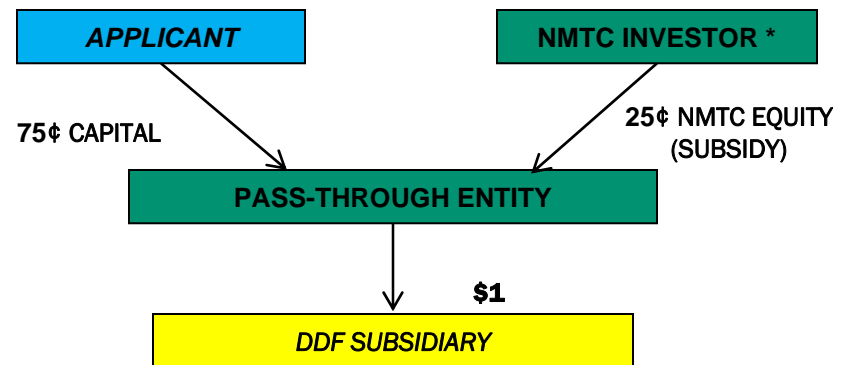 APPLICANT
NMTC INVESTOR *
75¢ CAPITAL
25¢ NMTC EQUITY
(SUBSIDY)
PASS-THROUGH ENTITY
$1
DDF SUBSIDIARY